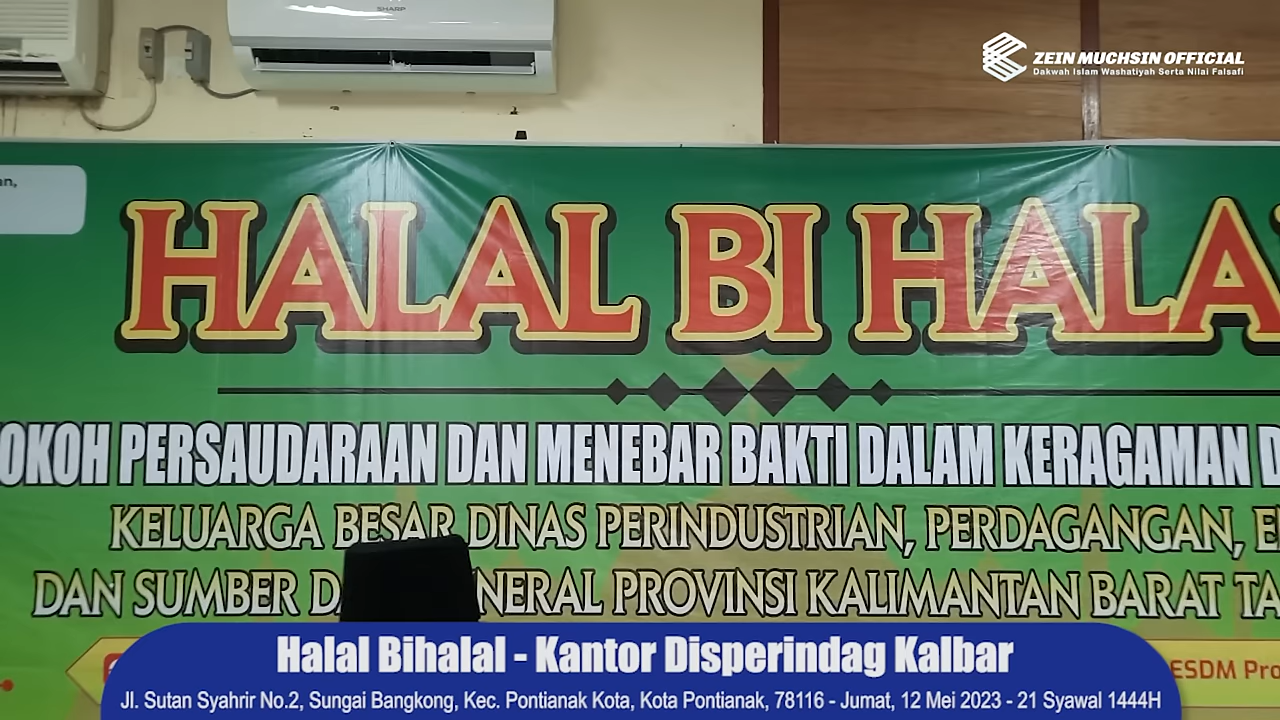 SHARP
ZEIN MUCHSIN OFFICIAL
Dakwah Islam Washatiyah Serta Nilai Falsafi
HALAL BI HALA
OKOH PERSAUDARAAN DAN MENEBAR BAKTI DALAM KERAGAMAN D
KELUARGA BESAR DINAS PERINDUSTRIAN, PERDAGANGAN, E
DAN SUMBER D NERAL PROVINSI KALIMANTAN BARAT TA
ESDM Pro
Halal Bihalal - Kantor Disperindag Kalbar
Jl. Sutan Syahrir No.2, Sungai Bangkong, Kec. Pontianak Kota, Kota Pontianak, 78116 - Jumat, 12 Mei 2023 - 21 Syawal 1444H